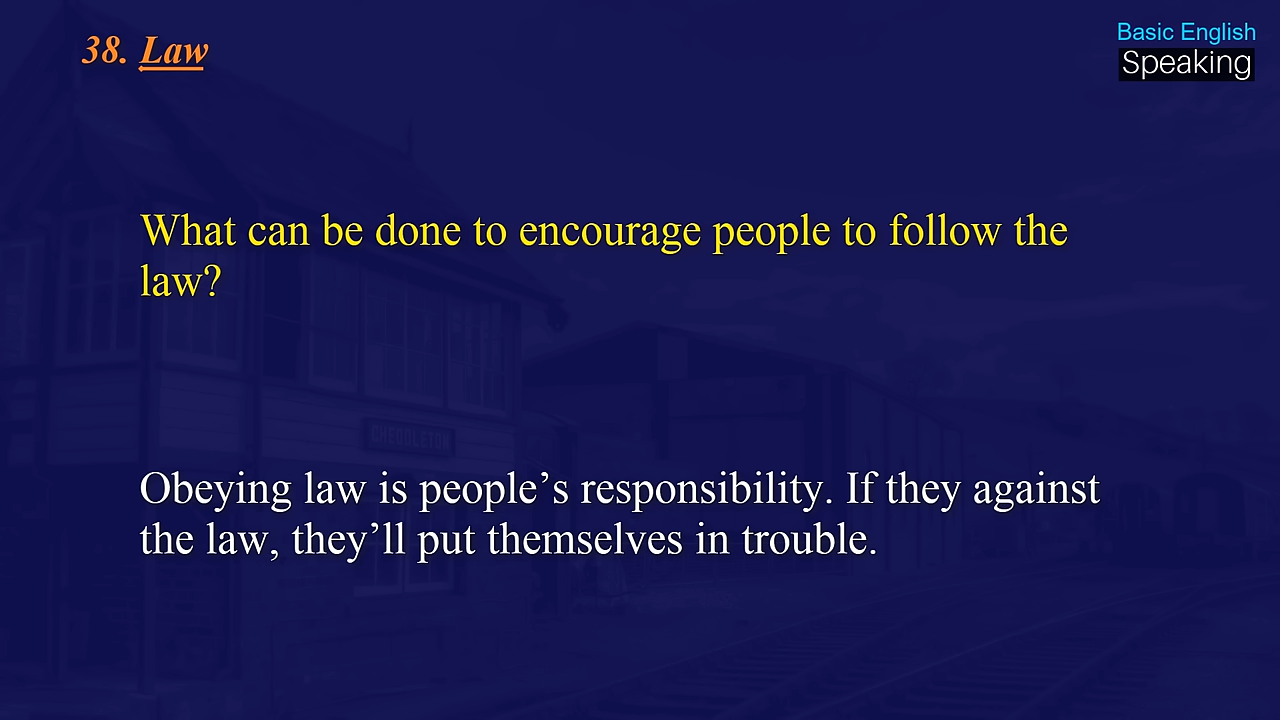 38. Law
Basic English
Speaking
What can be done to encourage people to follow the
law?
CHEDDLETON
Obeying law is people’s responsibility. If they against
the law, they’ll put themselves in trouble.